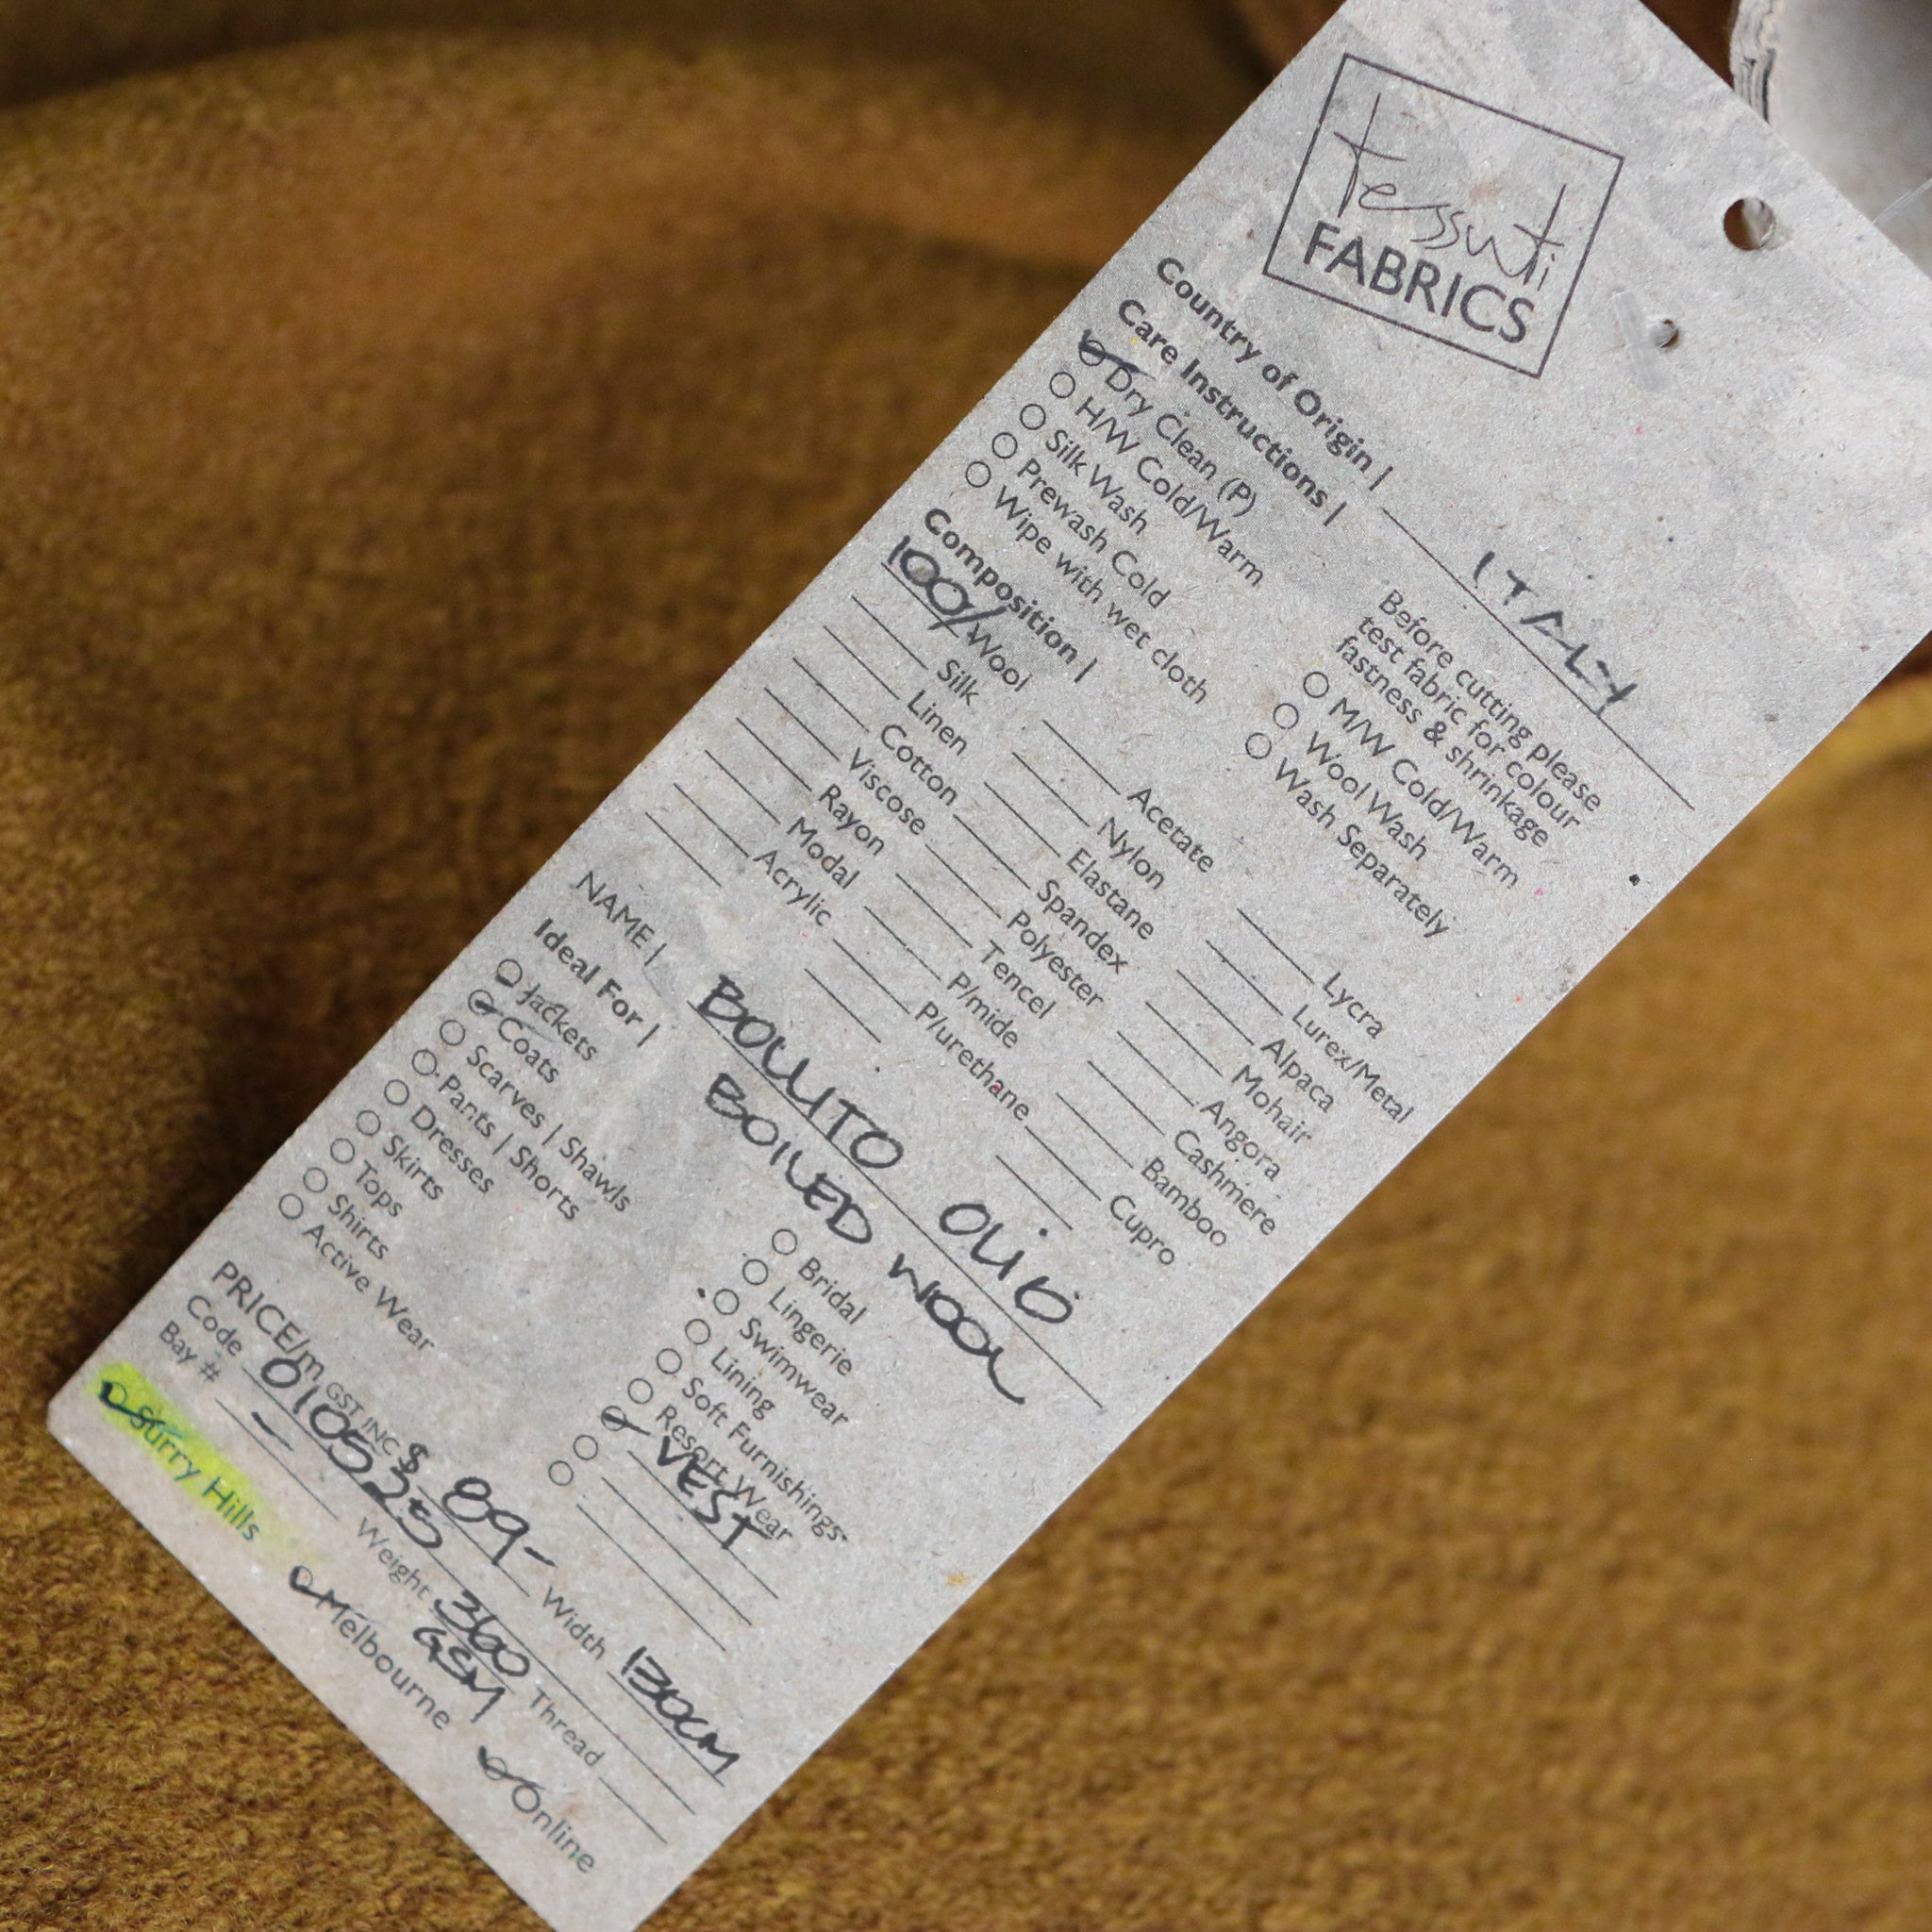 tessuti
FABRICS
Country of Origin | ITALY
Care Instructions |
Before cutting please
test fabric for colour
fastness & shrinkage
Dry Clean (P)
H/W Cold/Warm
Silk Wash
Prewash Cold
Wipe with wet cloth
M/W Cold/Warm
Wool Wash
Wash Separately
Composition |
100% Wool
Silk
Linen
Cotton
Viscose
Rayon
Modal
Acrylic
Acetate
Nylon
Elastane
Spandex
Polyester
Tencel
P/mide
P/urethane
Lycra
Lurex/Metal
Alpaca
Mohair
Angora
Cashmere
Bamboo
Cupro
NAME | BOLLITO OLIO
BOILED WOOL
Ideal For |
Jackets
Coats
Scarves | Shawls
Pants | Shorts
Dresses
Skirts
Tops
Shirts
Active Wear
Bridal
Lingerie
Swimwear
Lining
Soft Furnishings
Resort Wear
VEST
PRICE/m GST INC $ 89- Width 130CM
Code 010525 Weight 360 GSM Thread
Bay # -
Surry Hills Melbourne Online